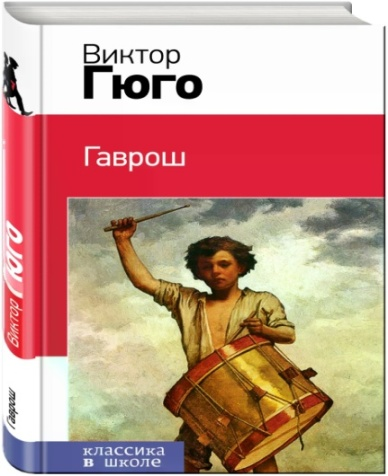 Виктор
Гюго
Гаврош
классика
в школе
Виктор Гюго
Гаврош